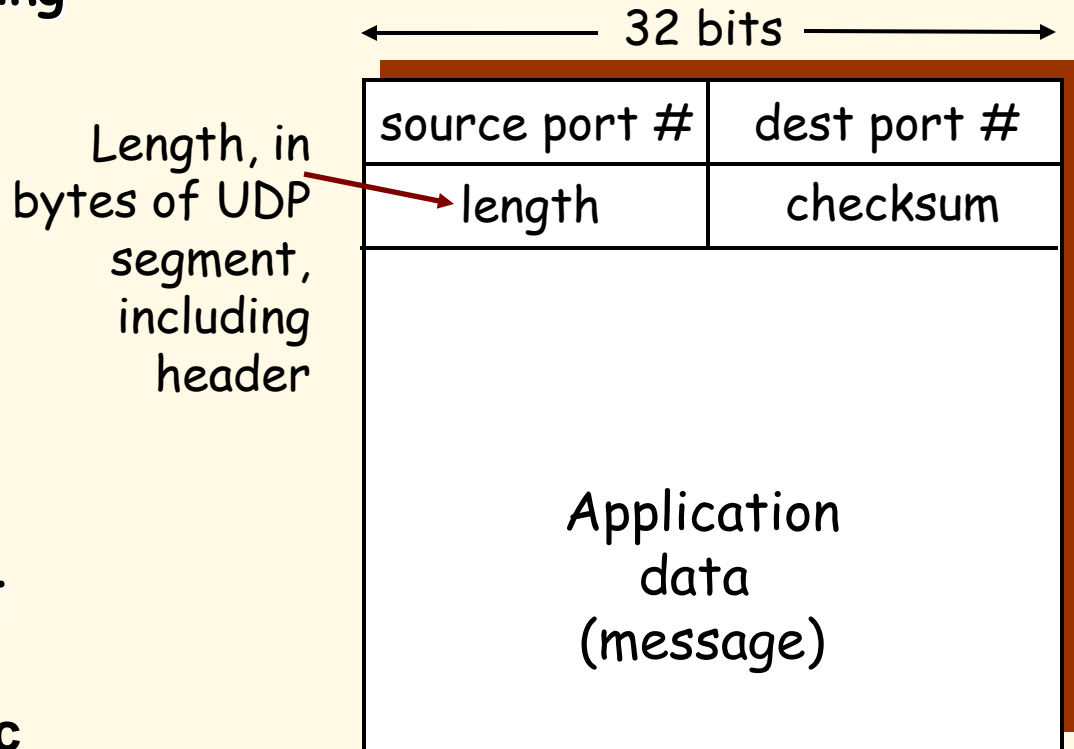 32 bits
source port # dest port #
Length, in
bytes of UDP
segment,
including
header
length checksum
Application
data
(message)